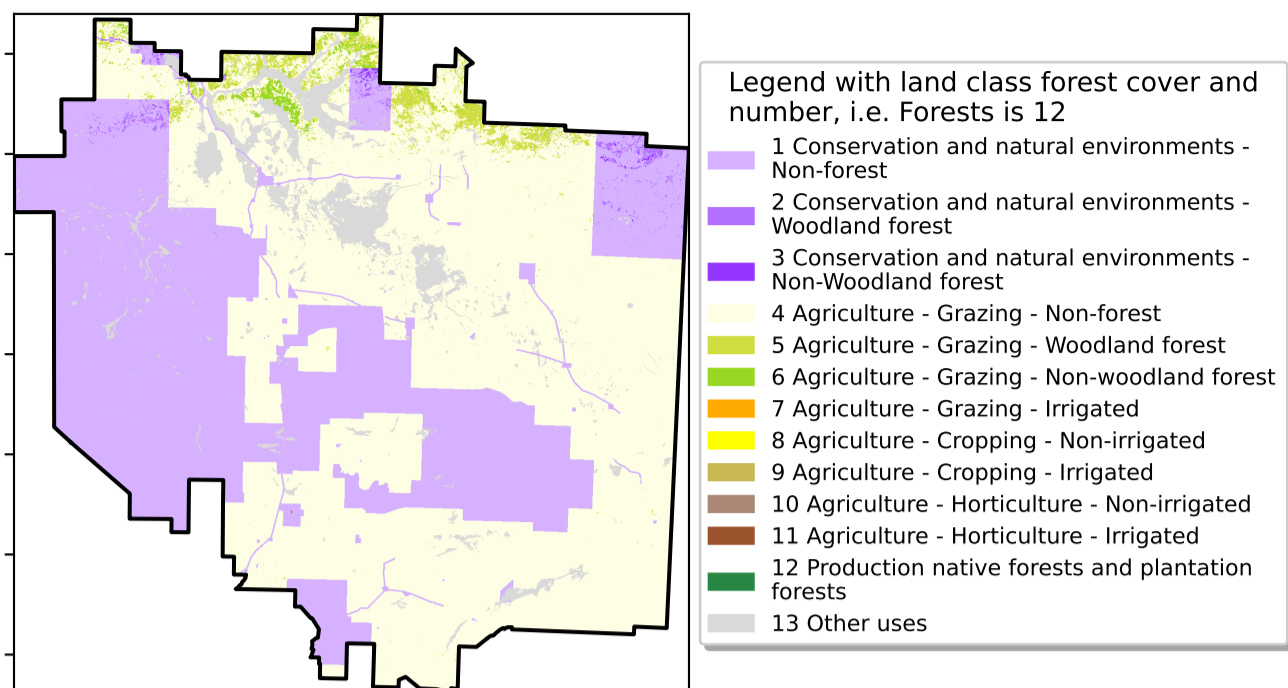 Legend with land class forest cover and
number, i.e. Forests is 12
1 Conservation and natural environments -
Non-forest
2 Conservation and natural environments -
Woodland forest
3 Conservation and natural environments -
Non-Woodland forest
4 Agriculture - Grazing - Non-forest
5 Agriculture - Grazing - Woodland forest
6 Agriculture - Grazing - Non-woodland forest
7 Agriculture - Grazing - Irrigated
8 Agriculture - Cropping - Non-irrigated
9 Agriculture - Cropping - Irrigated
10 Agriculture - Horticulture - Non-irrigated
11 Agriculture - Horticulture - Irrigated
12 Production native forests and plantation
forests
13 Other uses